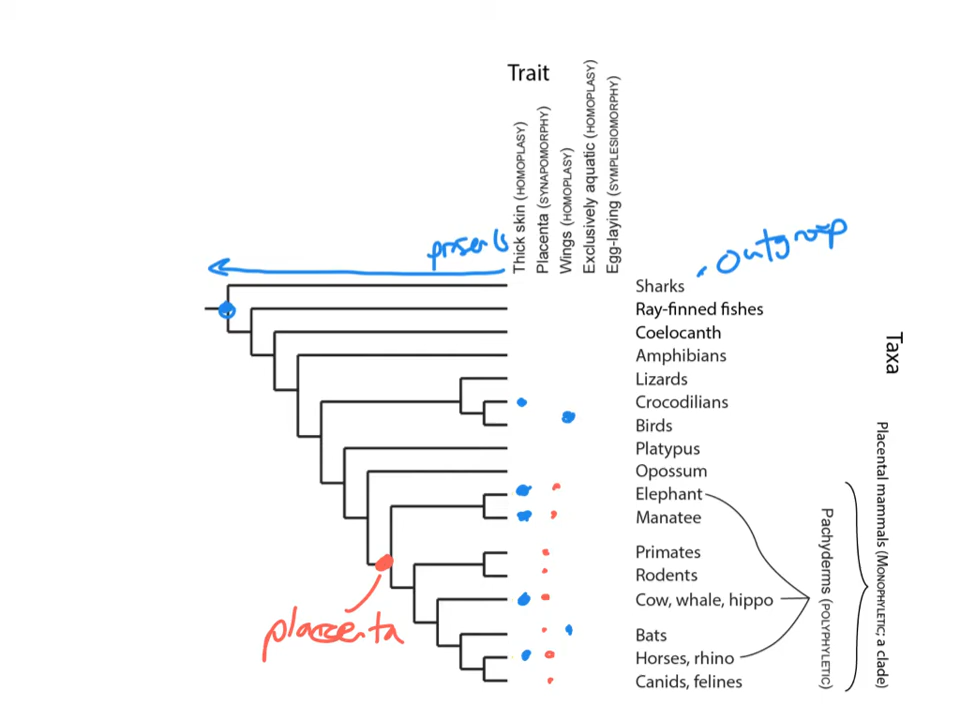 Trait
Thick skin (HOMOPLASY)
Placenta (SYNAPOMORPHY)
Wings (HOMOPLASY)
Exclusively aquatic (HOMOPLASY)
Egg-laying (SYMPLESIOMORPHY)
outgroup
Sharks
Ray-finned fishes
Coelocanth
Amphibians
Lizards
Crocodilians
Birds
Platypus
Opossum
Elephant
Manatee
Primates
Rodents
Cow, whale, hippo
Bats
Horses, rhino
Canids, felines
Taxa
Pachyderms (POLYPHYLETIC)
Placental mammals (MONOPHYLETIC; a clade)
placenta